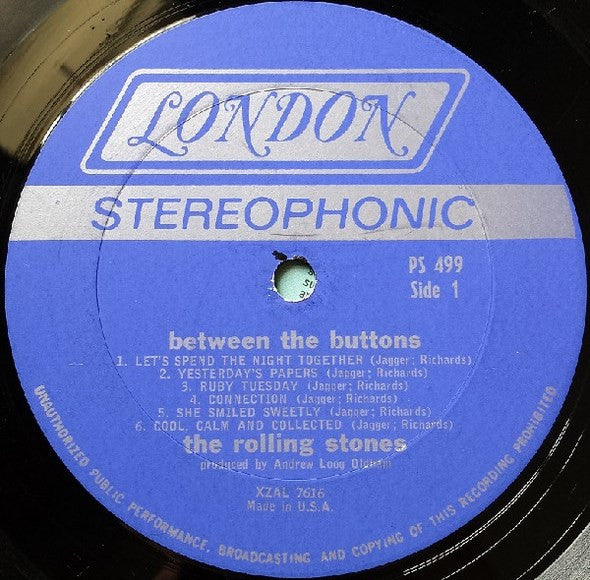 LONDON
STEREOPHONIC
PS 499
Side 1
between the buttons
1. LET'S SPEND THE NIGHT TOGETHER (Jagger; Richards)
2. YESTERDAY'S PAPERS (Jagger; Richards)
3. RUBY TUESDAY (Jagger; Richards)
4. CONNECTION (Jagger; Richards)
5. SHE SMILED SWEETLY (Jagger; Richards)
6. COOL, CALM AND COLLECTED (Jagger; Richards)
the rolling stones
produced by Andrew Loog Oldham
XZAL 7616
Made in U.S.A.
UNAUTHORIZED PUBLIC PERFORMANCE, BROADCASTING AND COPYING OF THIS RECORDING PROHIBITED